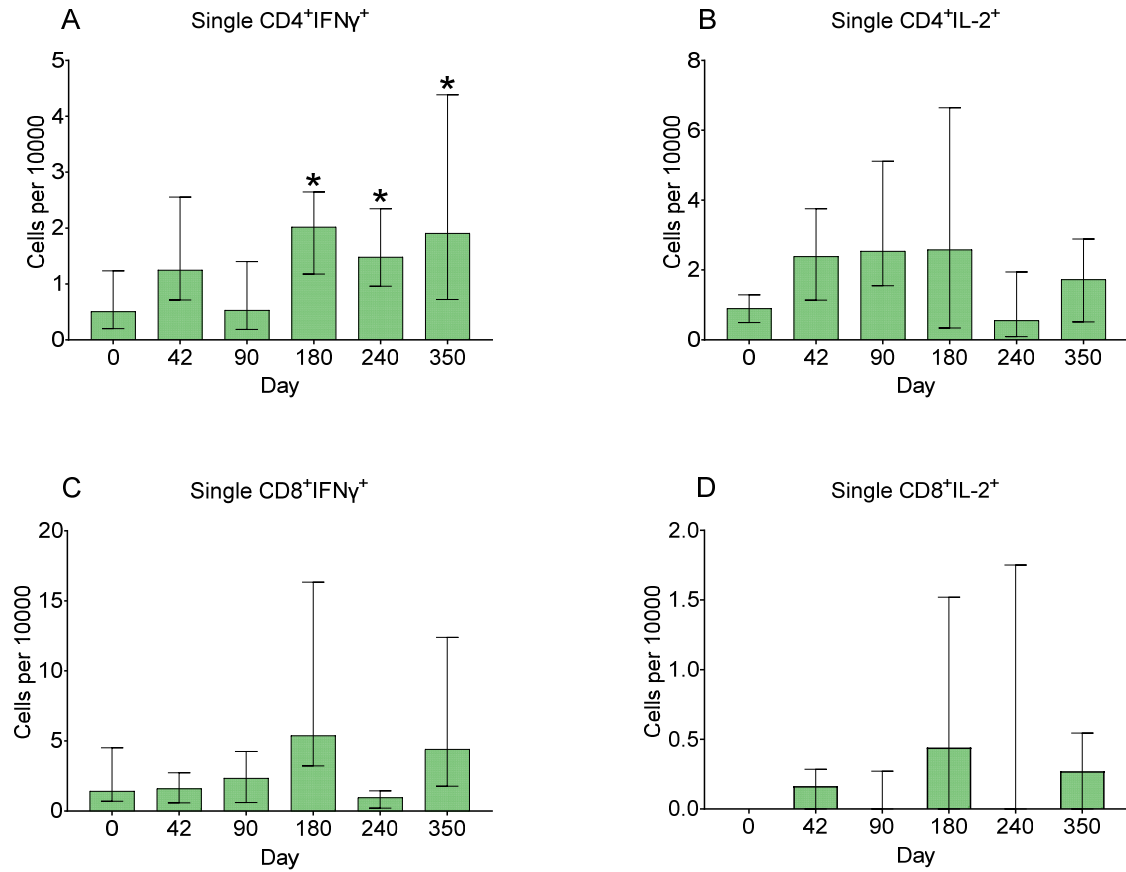 A
Single CD4⁺IFNγ⁺
5
4
3
2
1
0
Cells per 10000
*
*
*
0 42 90 180 240 350
Day
B
Single CD4⁺IL-2⁺
8
6
4
2
0
Cells per 10000
0 42 90 180 240 350
Day
C
Single CD8⁺IFNγ⁺
20
15
10
5
0
Cells per 10000
0 42 90 180 240 350
Day
D
Single CD8⁺IL-2⁺
2.0
1.5
1.0
0.5
0.0
Cells per 10000
0 42 90 180 240 350
Day